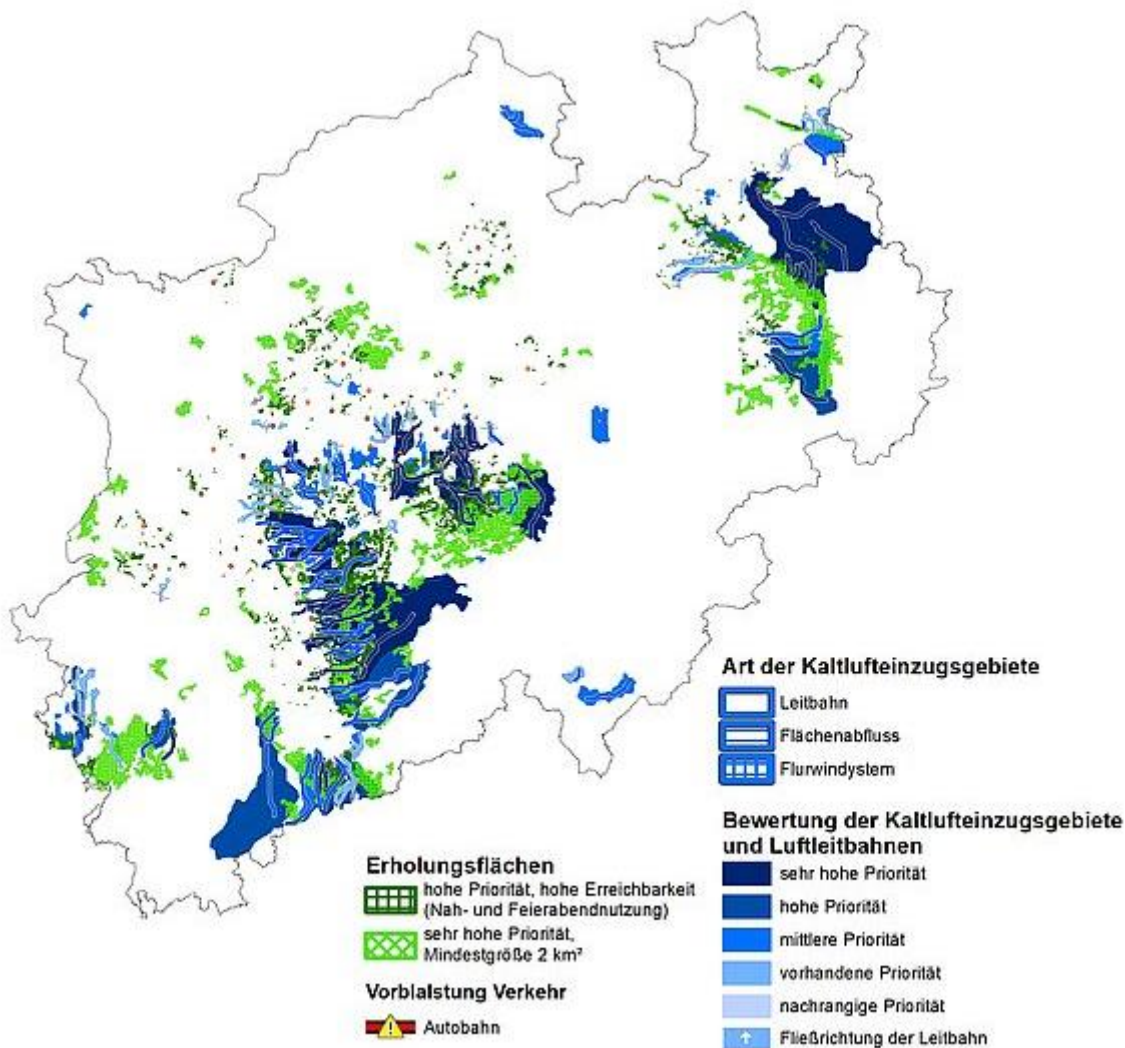 Art der Kaltlufteinzugsgebiete
Leitbahn
Flächenabfluss
Flurwindystem
Bewertung der Kaltlufteinzugsgebiete
und Luftleitbahnen
sehr hohe Priorität
hohe Priorität
mittlere Priorität
vorhandene Priorität
nachrangige Priorität
Fließrichtung der Leitbahn
Erholungsflächen
hohe Priorität, hohe Erreichbarkeit
(Nah- und Feierabendnutzung)
sehr hohe Priorität,
Mindestgröße 2 km²
Vorblalstung Verkehr
Autobahn